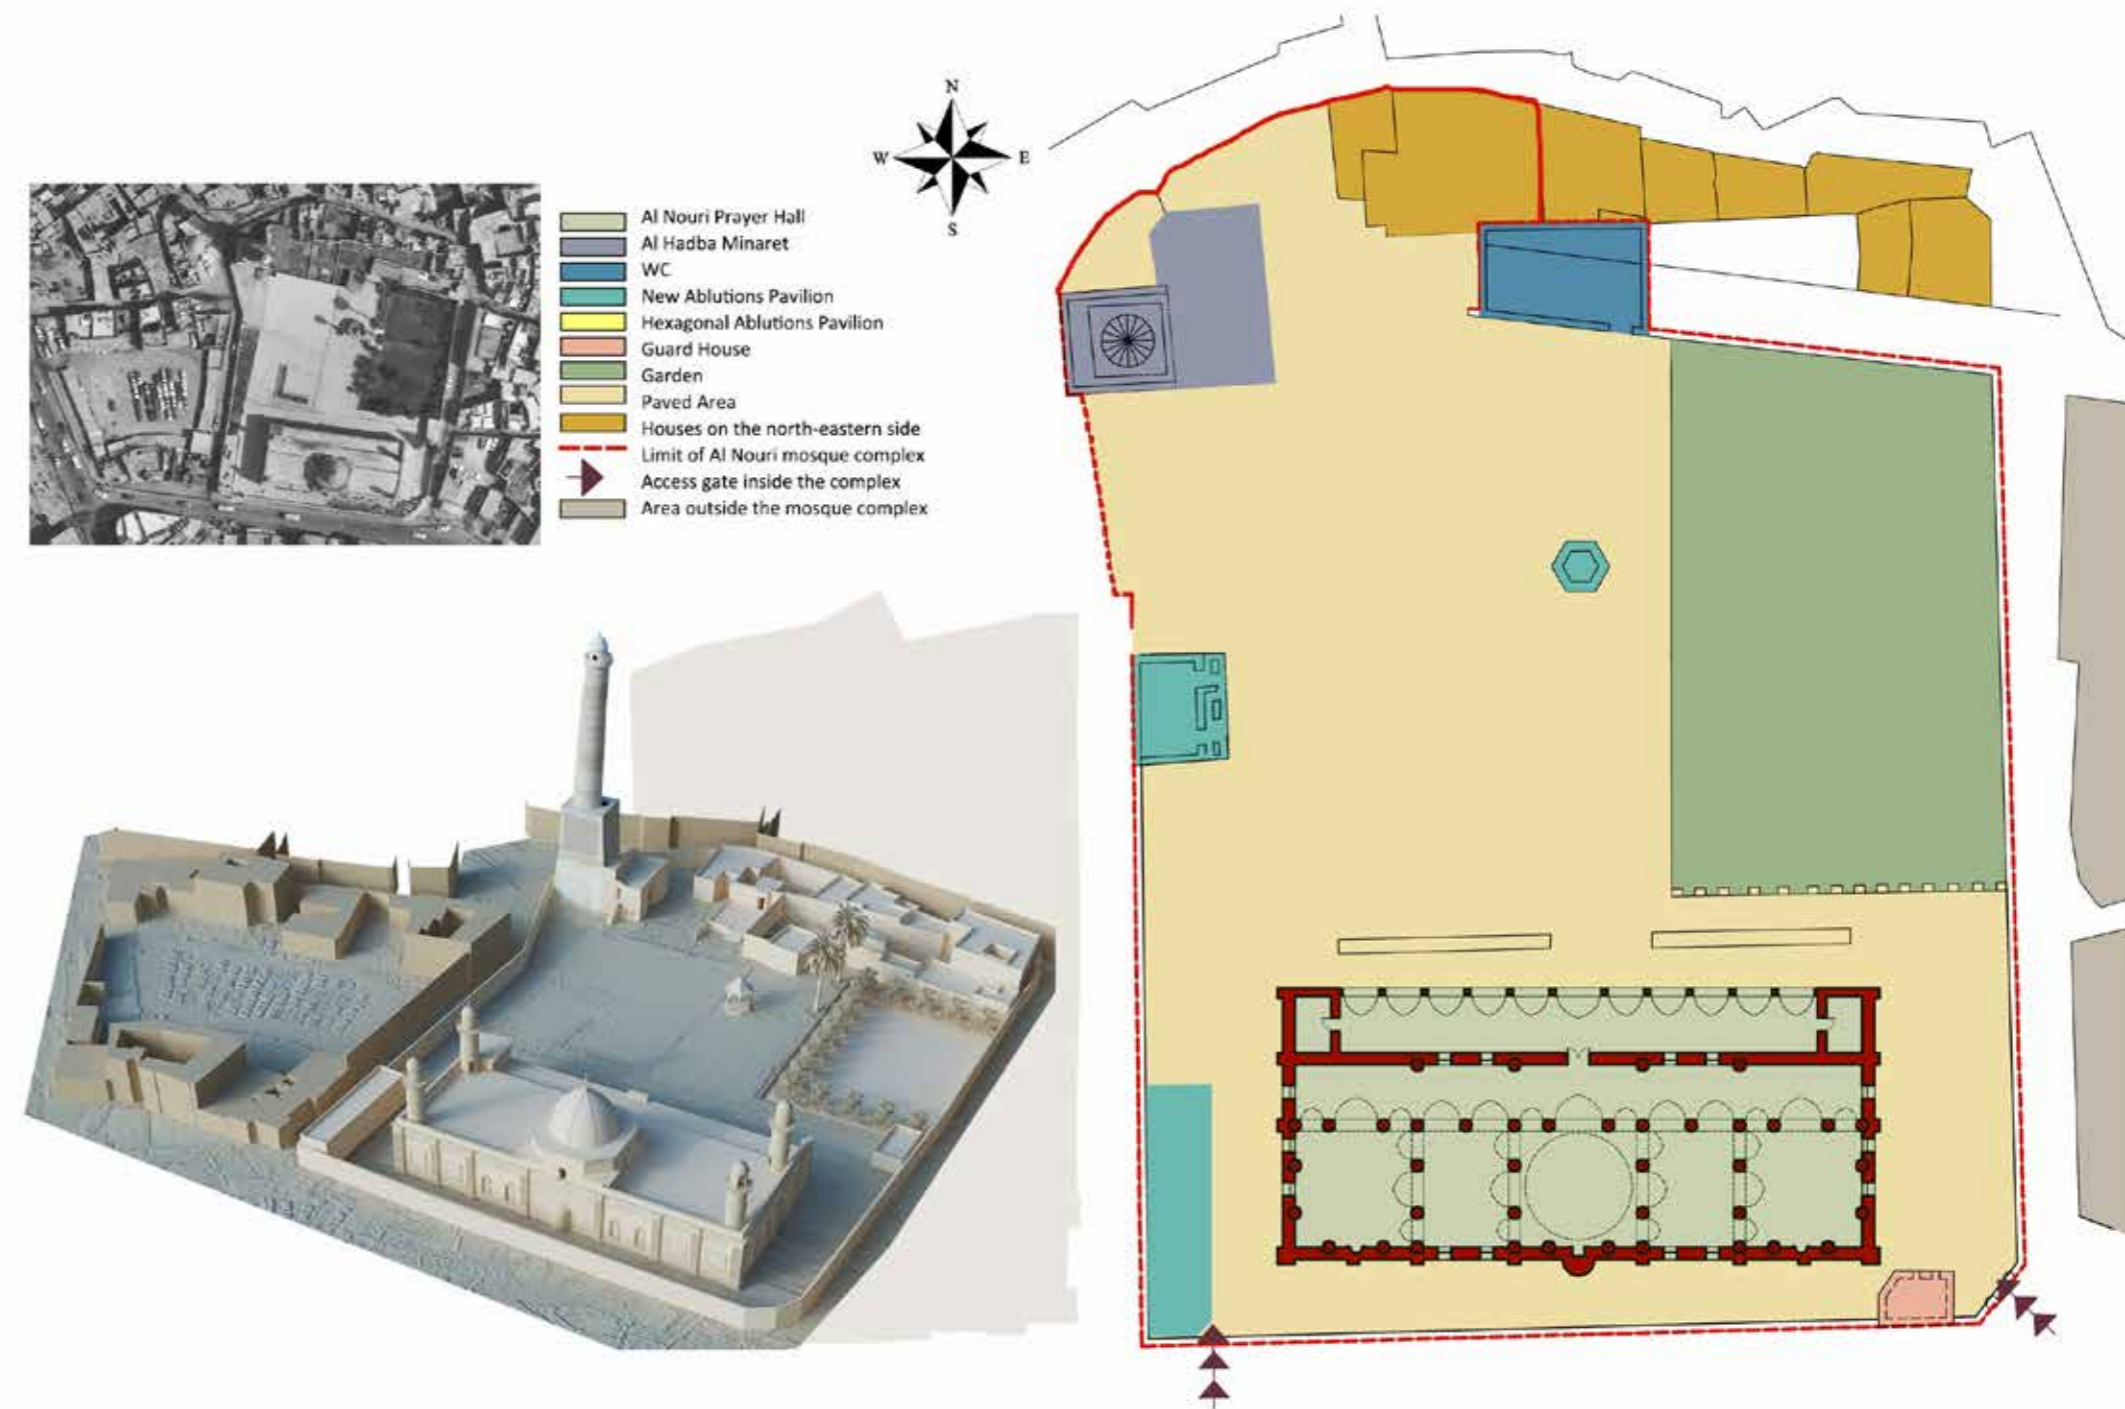 N
W
E
S
Al Nouri Prayer Hall
Al Hadba Minaret
WC
New Ablutions Pavilion
Hexagonal Ablutions Pavilion
Guard House
Garden
Paved Area
Houses on the north-eastern side
Limit of Al Nouri mosque complex
Access gate inside the complex
Area outside the mosque complex